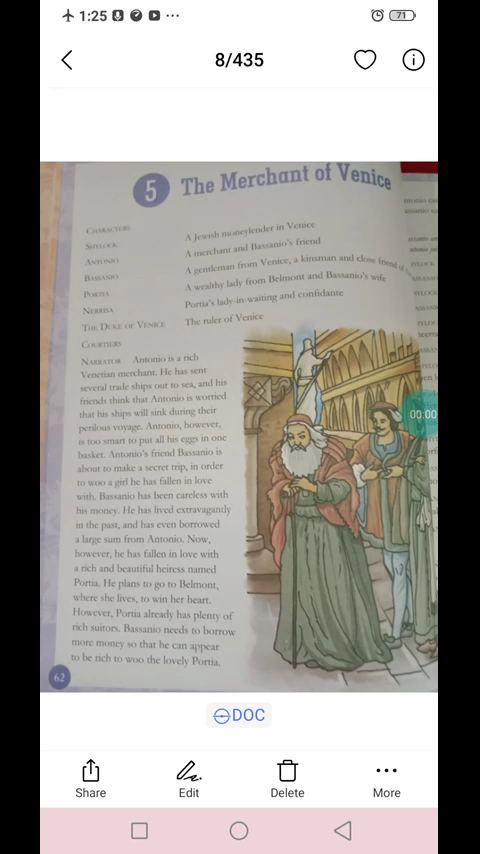 1:25
71
8/435
5 The Merchant of Venice
CHARACTERS
SHYLOCK A Jewish moneylender in Venice
ANTONIO A merchant and Bassanio's friend
BASSANIO A gentleman from Venice, a kinsman and close friend of
PORTIA A wealthy lady from Belmont and Bassanio's wife
NERRISA Portia's lady-in-waiting and confidante
THE DUKE OF VENICE The ruler of Venice
COURTIERS
NARRATOR Antonio is a rich
Venetian merchant. He has sent
several trade ships out to sea, and his
friends think that Antonio is worried
that his ships will sink during their
perilous voyage. Antonio, however,
is too smart to put all his eggs in one
basket. Antonio's friend Bassanio is
about to make a secret trip, in order
to woo a girl he has fallen in love
with. Bassanio has been careless with
his money. He has lived extravagantly
in the past, and has even borrowed
a large sum from Antonio. Now,
however, he has fallen in love with
a rich and beautiful heiress named
Portia. He plans to go to Belmont,
where she lives, to win her heart.
However, Portia already has plenty of
rich suitors. Bassanio needs to borrow
more money so that he can appear
to be rich to woo the lovely Portia.
62
00:00
DOC
Share Edit Delete More